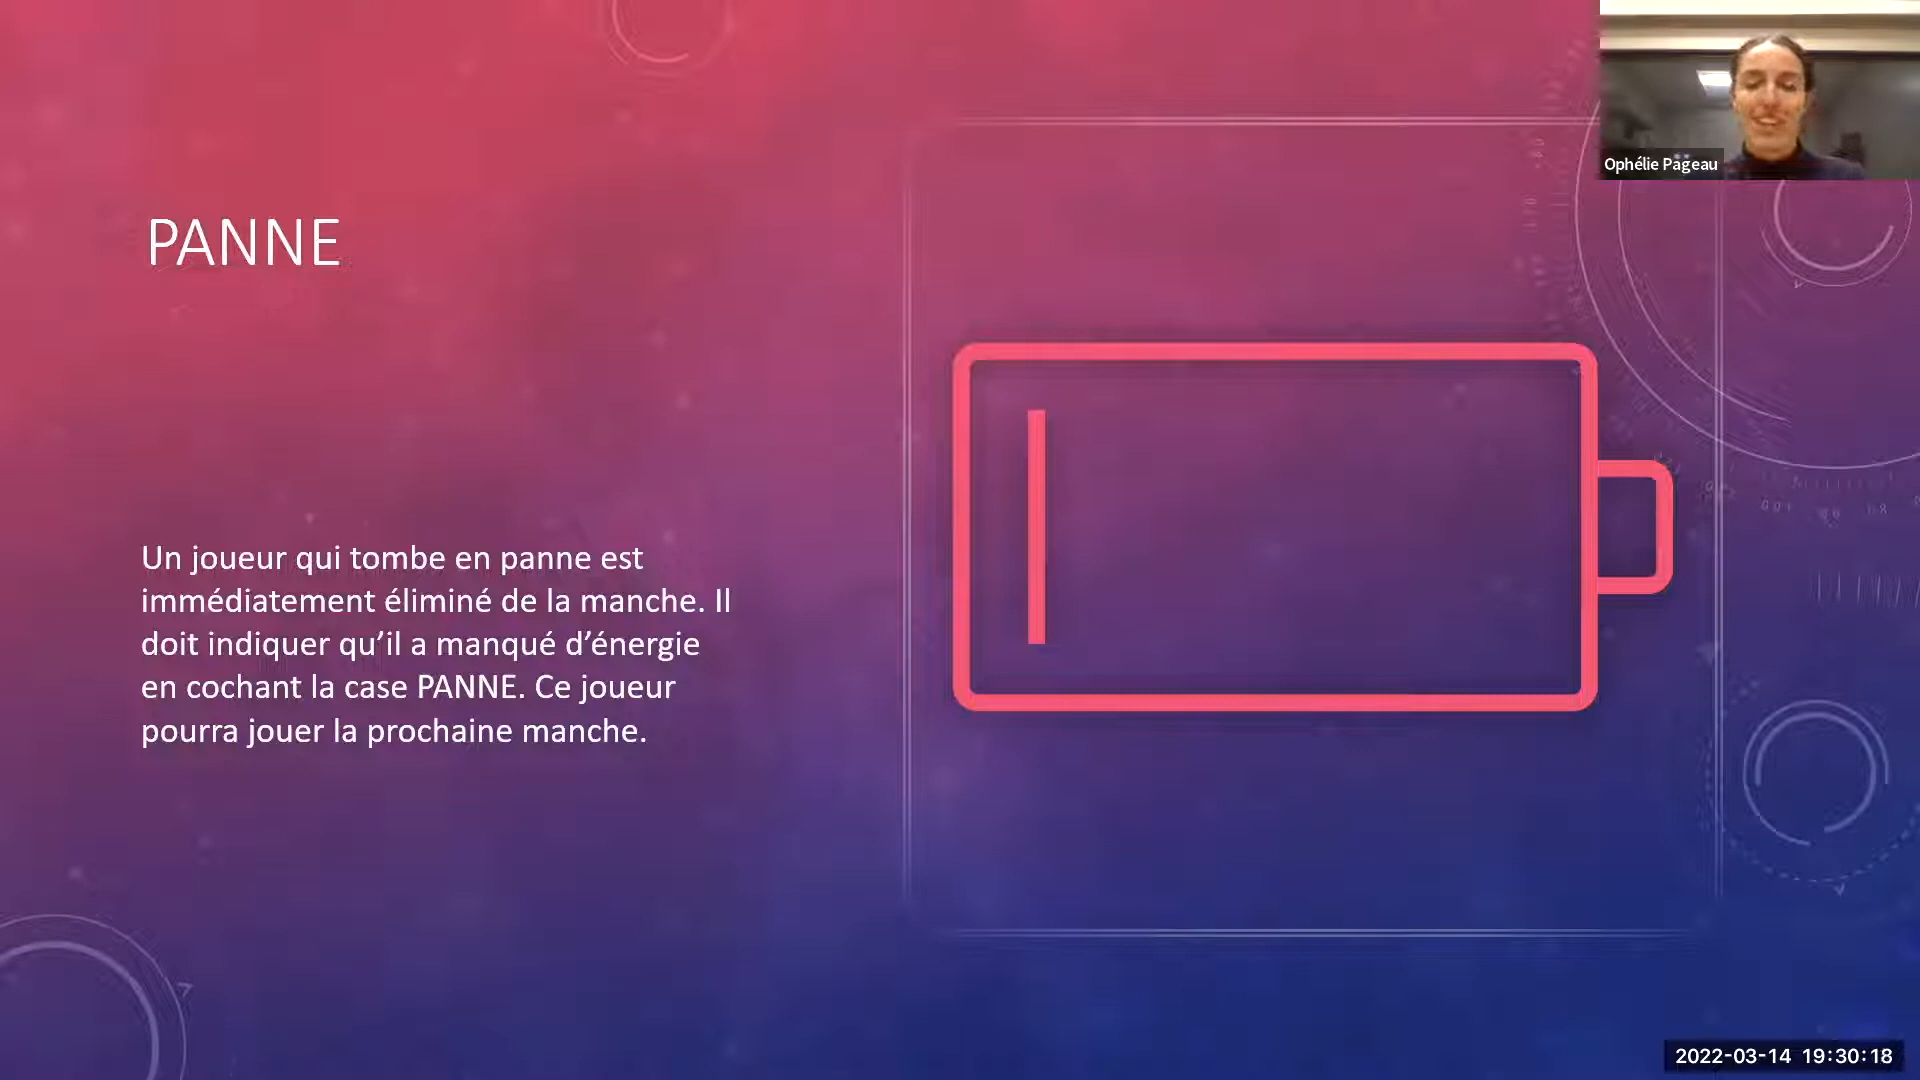 Ophélie Pageau
PANNE
Un joueur qui tombe en panne est
immédiatement éliminé de la manche. Il
doit indiquer qu’il a manqué d’énergie
en cochant la case PANNE. Ce joueur
pourra jouer la prochaine manche.
2022-03-14 19:30:18